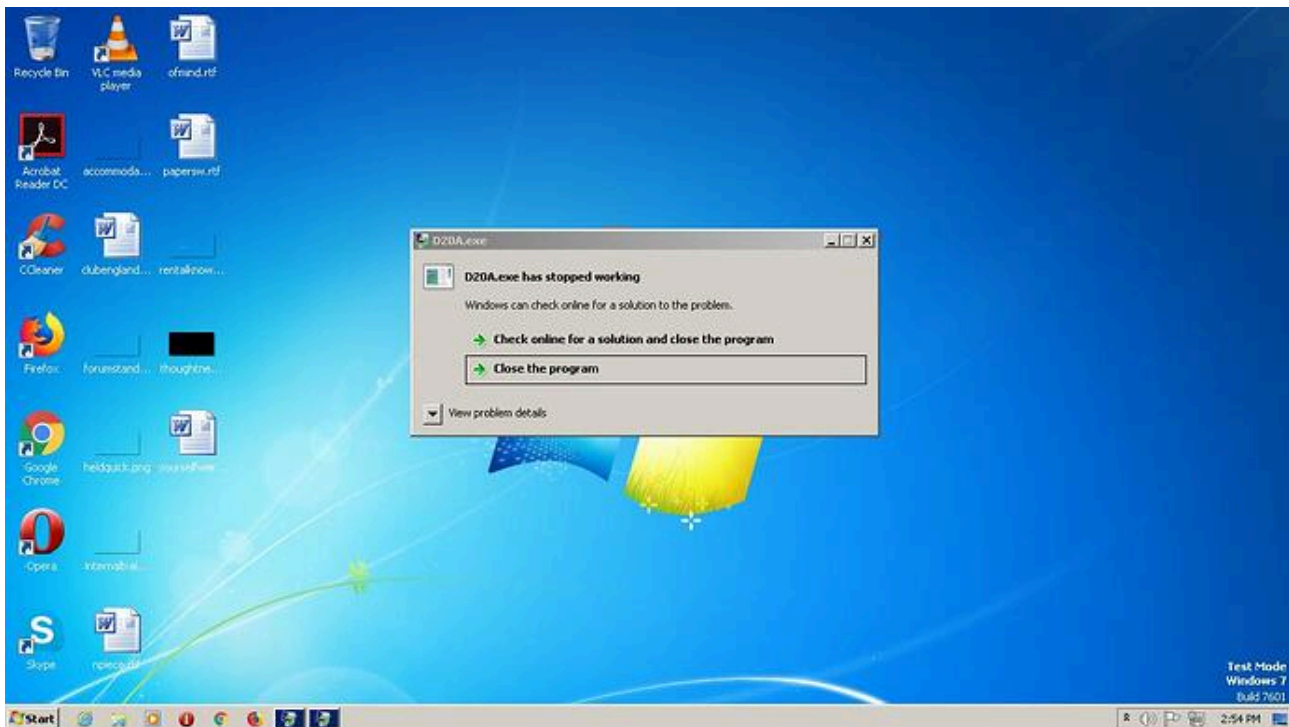 Recycle Bin
VLC media
player
ofmind.rtf
Acrobat
Reader DC
accommoda...
papersw.rtf
CCleaner
clubengland...
rentalknow...
Firefox
forumstand...
thoughtne...
Google
Chrome
heldquick.png
yourselfver...
Opera
Skype
npiece.rtf
D20A.exe
D20A.exe has stopped working
Windows can check online for a solution to the problem.
Check online for a solution and close the program
Close the program
View problem details
Test Mode
Windows 7
Build 7601
Start
2:54 PM